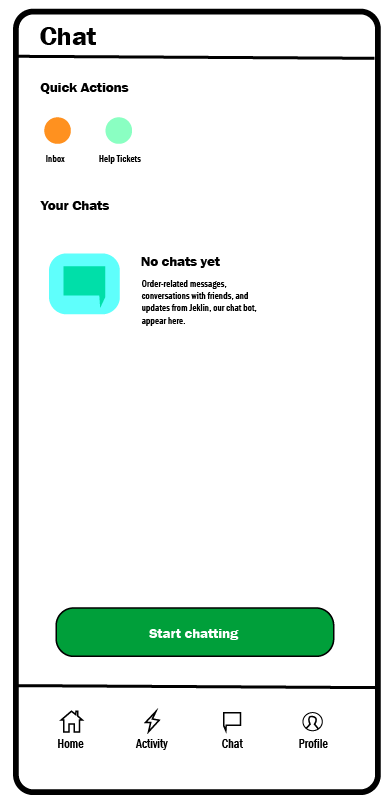 Chat
Quick Actions
Inbox
Help Tickets
Your Chats
No chats yet
Order-related messages,
conversations with friends, and
updates from Jeklin, our chat bot,
appear here.
Start chatting
Home
Activity
Chat
Profile